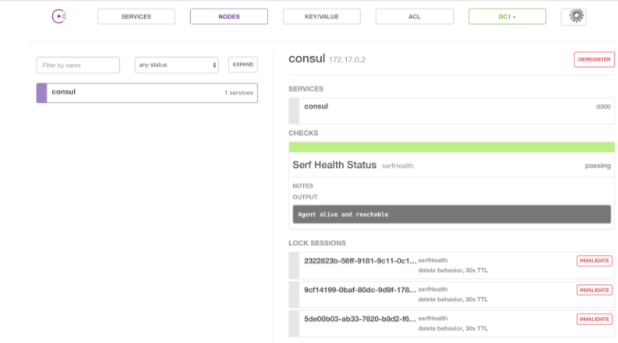 SERVICES NODES KEY/VALUE ACL DC1
Filter by name any status EXPAND
consul 1 services
consul 172.17.0.2 DEREGISTER
SERVICES
consul :8300
CHECKS
Serf Health Status serfHealth passing
NOTES
OUTPUT
Agent alive and reachable
LOCK SESSIONS
2322823b-56ff-9181-9c11-0c1... serfHealth INVALIDATE
delete behavior, 30s TTL
9cf14199-0baf-80dc-9d9f-178... serfHealth INVALIDATE
delete behavior, 30s TTL
5de00b03-ab33-7620-b8d2-f6... serfHealth INVALIDATE
delete behavior, 30s TTL